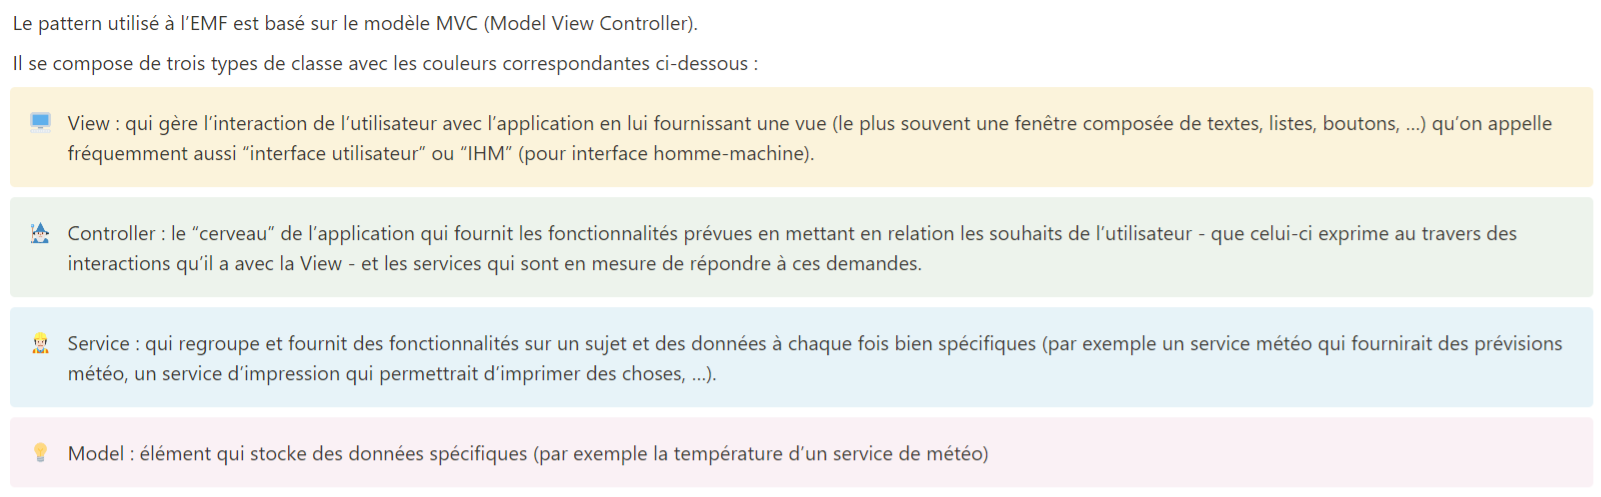 Le pattern utilisé à l’EMF est basé sur le modèle MVC (Model View Controller).
Il se compose de trois types de classe avec les couleurs correspondantes ci-dessous :
View : qui gère l’interaction de l’utilisateur avec l’application en lui fournissant une vue (le plus souvent une fenêtre composée de textes, listes, boutons, …) qu’on appelle
fréquemment aussi “interface utilisateur” ou “IHM” (pour interface homme-machine).
Controller : le “cerveau” de l’application qui fournit les fonctionnalités prévues en mettant en relation les souhaits de l’utilisateur - que celui-ci exprime au travers des
interactions qu’il a avec la View - et les services qui sont en mesure de répondre à ces demandes.
Service : qui regroupe et fournit des fonctionnalités sur un sujet et des données à chaque fois bien spécifiques (par exemple un service météo qui fournirait des prévisions
météo, un service d’impression qui permettrait d’imprimer des choses, …).
Model : élément qui stocke des données spécifiques (par exemple la température d’un service de météo)